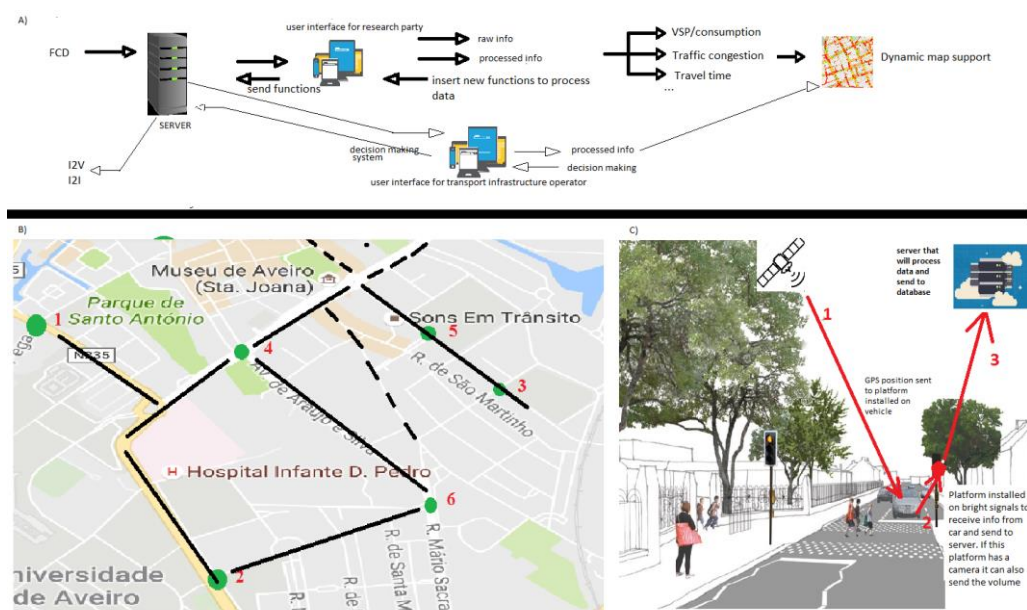 A)
FCD
SERVER
I2V
I2I
user interface for research party
send functions
raw info
processed info
insert new functions to process
data
VSP/consumption
Traffic congestion
Travel time
...
Dynamic map support
decision making
system
processed info
decision making
user interface for transport infrastructure operator
B)
Museu de Aveiro
(Sta. Joana)
Parque de
Santo António
1
N235
Sons Em Trânsito
5
4
R. de São Martinho
3
Av. de Araújo e Silva
H Hospital Infante D. Pedro
6
2
niversidade
de Aveiro
R. de Santa M
R. Mário Sacra
C)
server that
will process
data and
send to
database
1
3
GPS position sent
to platform
installed on
vehicle
2
Platform installed
on bright signals to
receive info from
car and send to
server. If this
platform has a
camera it can also
send the volume